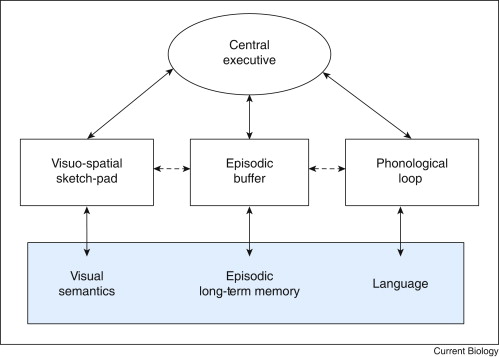 Central
executive
Visuo-spatial
sketch-pad
Episodic
buffer
Phonological
loop
Visual
semantics
Episodic
long-term memory
Language
Current Biology